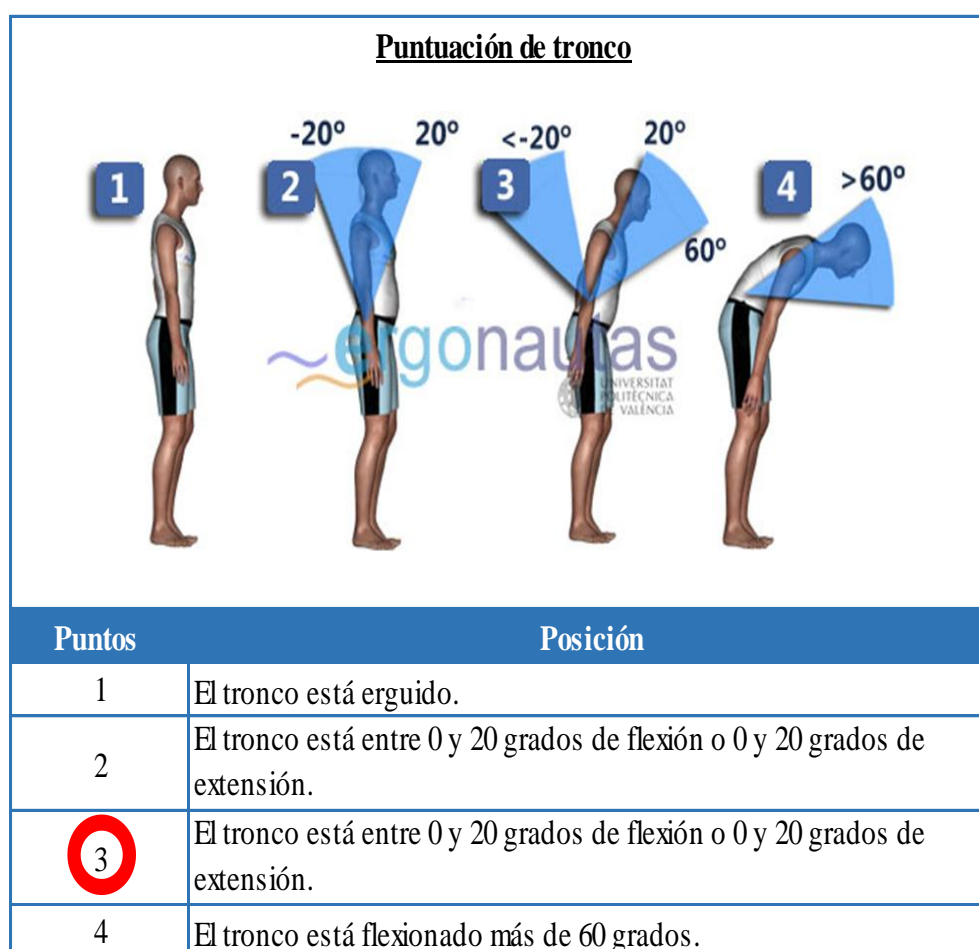 Puntuación de tronco
-20º 20º <-20º 20º >60º
1 2 3 4
60º
ergonautas
UNIVERSITAT
POLITÈCNICA
DE VALÈNCIA
Puntos Posición
1 El tronco está erguido.
2 El tronco está entre 0 y 20 grados de flexión o 0 y 20 grados de
extensión.
3 El tronco está entre 0 y 20 grados de flexión o 0 y 20 grados de
extensión.
4 El tronco está flexionado más de 60 grados.